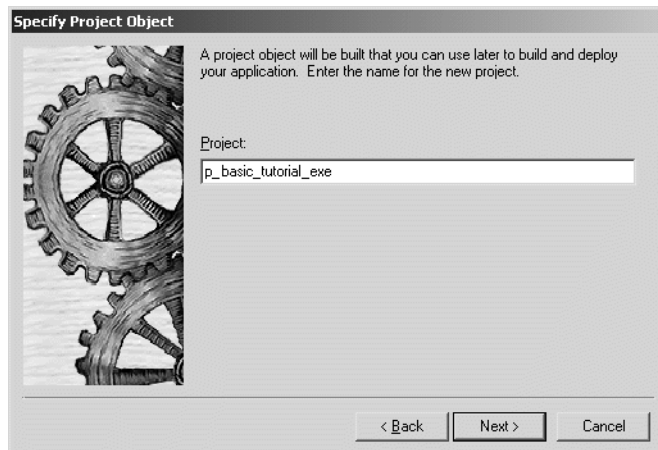 Specify Project Object
A project object will be built that you can use later to build and deploy
your application. Enter the name for the new project.
Project:
p_basic_tutorial_exe
< Back
Next >
Cancel